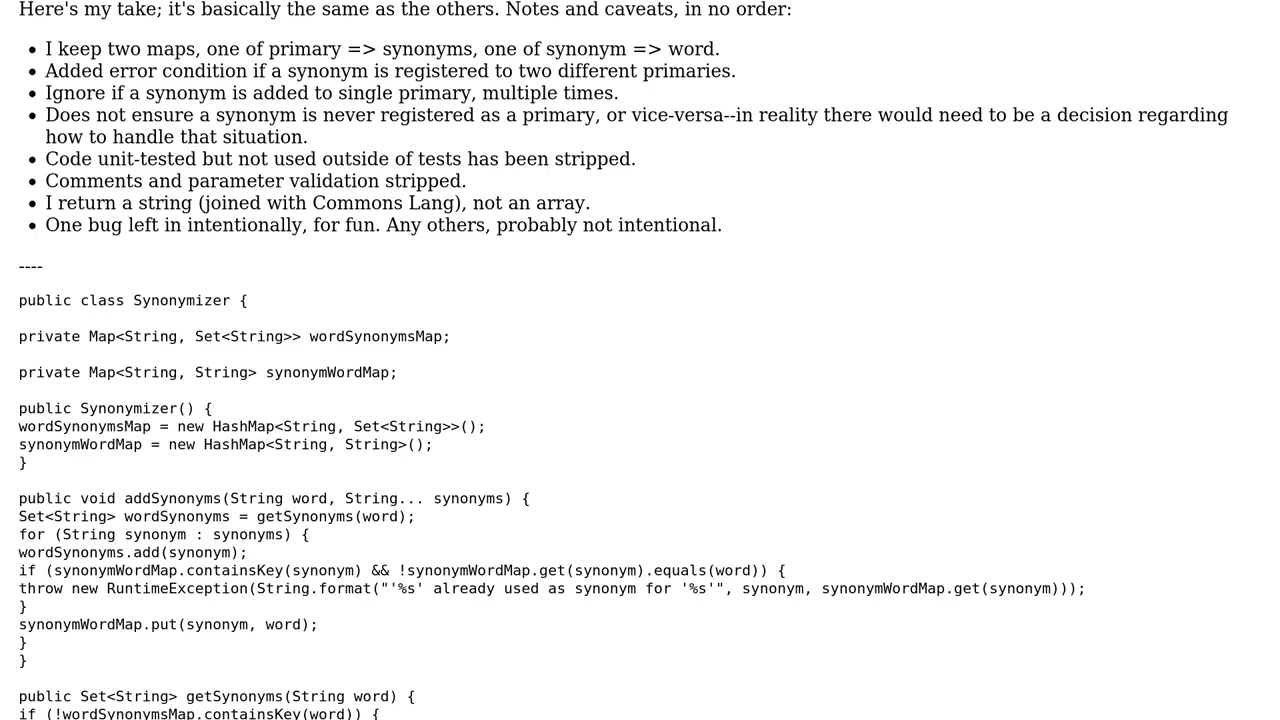 Here's my take; it's basically the same as the others. Notes and caveats, in no order:
• I keep two maps, one of primary => synonyms, one of synonym => word.
• Added error condition if a synonym is registered to two different primaries.
• Ignore if a synonym is added to single primary, multiple times.
• Does not ensure a synonym is never registered as a primary, or vice-versa--in reality there would need to be a decision regarding
how to handle that situation.
• Code unit-tested but not used outside of tests has been stripped.
• Comments and parameter validation stripped.
• I return a string (joined with Commons Lang), not an array.
• One bug left in intentionally, for fun. Any others, probably not intentional.
----
public class Synonymizer {
private Map<String, Set<String>> wordSynonymsMap;
private Map<String, String> synonymWordMap;
public Synonymizer() {
wordSynonymsMap = new HashMap<String, Set<String>>();
synonymWordMap = new HashMap<String, String>();
}
public void addSynonyms(String word, String... synonyms) {
Set<String> wordSynonyms = getSynonyms(word);
for (String synonym : synonyms) {
wordSynonyms.add(synonym);
if (synonymWordMap.containsKey(synonym) && !synonymWordMap.get(synonym).equals(word)) {
throw new RuntimeException(String.format("'%s' already used as synonym for '%s'", synonym, synonymWordMap.get(synonym)));
}
synonymWordMap.put(synonym, word);
}
}
public Set<String> getSynonyms(String word) {
if (!wordSynonymsMap.containsKey(word)) {